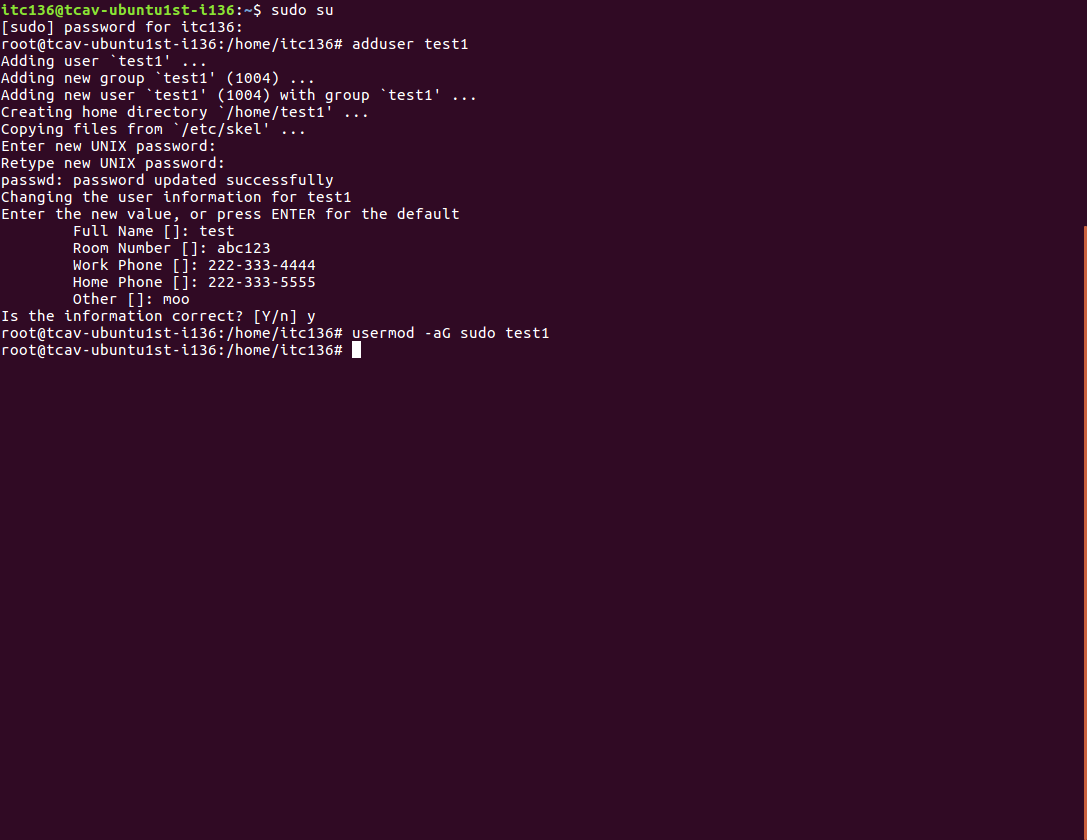 itc136@tcav-ubuntu1st-i136:~$ sudo su
[sudo] password for itc136:
root@tcav-ubuntu1st-i136:/home/itc136# adduser test1
Adding user `test1' ...
Adding new group `test1' (1004) ...
Adding new user `test1' (1004) with group `test1' ...
Creating home directory `/home/test1' ...
Copying files from `/etc/skel' ...
Enter new UNIX password:
Retype new UNIX password:
passwd: password updated successfully
Changing the user information for test1
Enter the new value, or press ENTER for the default
        Full Name []: test
        Room Number []: abc123
        Work Phone []: 222-333-4444
        Home Phone []: 222-333-5555
        Other []: moo
Is the information correct? [Y/n] y
root@tcav-ubuntu1st-i136:/home/itc136# usermod -aG sudo test1
root@tcav-ubuntu1st-i136:/home/itc136#